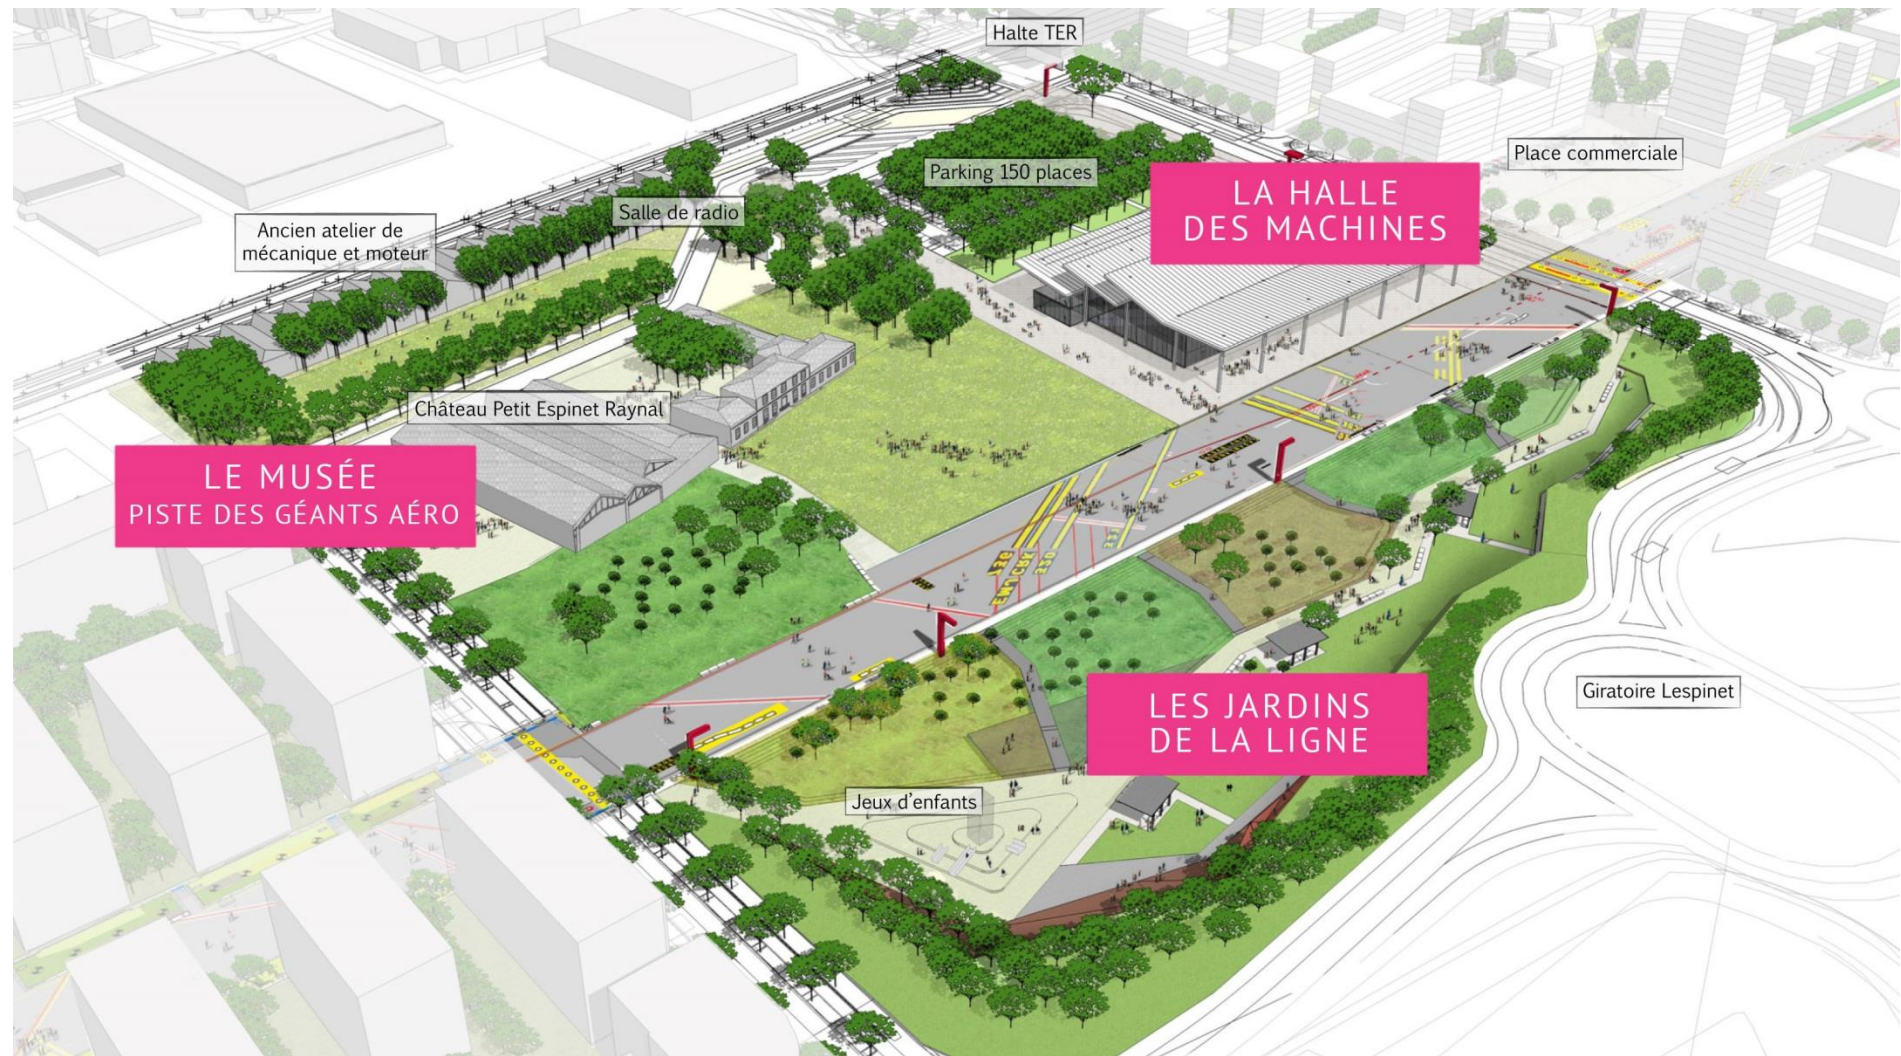 Halte TER
Place commerciale
Parking 150 places
LA HALLE
DES MACHINES
Salle de radio
Ancien atelier de
mécanique et moteur
Château Petit Espinet Raynal
LE MUSÉE
PISTE DES GÉANTS AÉRO
Giratoire Lespinet
LES JARDINS
DE LA LIGNE
Jeux d'enfants